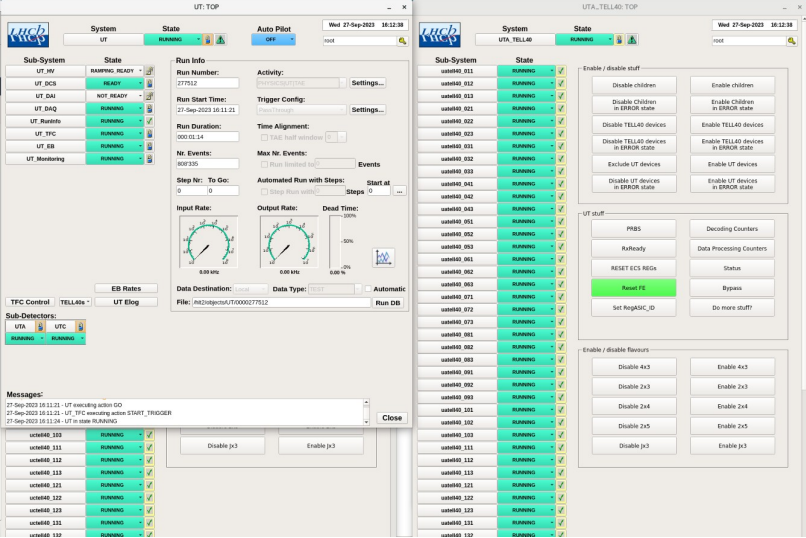 UT: TOP
LHCb
System
State
Auto Pilot
Wed 27-Sep-2023 16:12:38
UT
RUNNING
OFF
root
Sub-System
State
UT_HV RAMPING_READY
UT_DCS READY
UT_DAI NOT_READY
UT_DAQ RUNNING
UT_RunInfo RUNNING
UT_TFC RUNNING
UT_EB RUNNING
UT_Monitoring RUNNING
Run Info
Run Number:
277512
Activity:
Settings...
Run Start Time:
27-Sep-2023 16:11:21
Trigger Config:
PassThrough
Settings...
Run Duration:
000:01:14
Time Alignment:
TAE half window 0
Nr. Events:
808'335
Max Nr. Events:
Run limited to 0 Events
Step Nr: To Go:
0 0
Automated Run with Steps:
Step Run with 0 Steps
Start at
0 ...
Input Rate:
0.00 kHz
Output Rate:
0.00 kHz
Dead Time:
100%
50%
0%
0.00 %
EB Rates
TFC Control TELL40s UT Elog
Data Destination: Local Data Type: TEST Automatic
File: /hlt2/objects/UT/0000277512 Run DB
Sub-Detectors:
UTA UTC
RUNNING RUNNING
Messages:
27-Sep-2023 16:11:21 - UT executing action GO
27-Sep-2023 16:11:21 - UT_TFC executing action START_TRIGGER
27-Sep-2023 16:11:24 - UT in state RUNNING
Close
uctell40_103 RUNNING
uctell40_111 RUNNING
uctell40_112 RUNNING
uctell40_113 RUNNING
uctell40_121 RUNNING
uctell40_122 RUNNING
uctell40_123 RUNNING
uctell40_131 RUNNING
uctell40_132 RUNNING
Disable Jx3 Enable Jx3
UTA_TELL40: TOP
LHCb
System
State
Wed 27-Sep-2023 16:12:38
UTA_TELL40
RUNNING
root
Sub-System
State
uatell40_011 RUNNING
uatell40_012 RUNNING
uatell40_013 RUNNING
uatell40_021 RUNNING
uatell40_022 RUNNING
uatell40_023 RUNNING
uatell40_031 RUNNING
uatell40_032 RUNNING
uatell40_033 RUNNING
uatell40_041 RUNNING
uatell40_042 RUNNING
uatell40_043 RUNNING
uatell40_051 RUNNING
uatell40_052 RUNNING
uatell40_053 RUNNING
uatell40_061 RUNNING
uatell40_062 RUNNING
uatell40_063 RUNNING
uatell40_071 RUNNING
uatell40_072 RUNNING
uatell40_073 RUNNING
uatell40_081 RUNNING
uatell40_082 RUNNING
uatell40_083 RUNNING
uatell40_091 RUNNING
uatell40_092 RUNNING
uatell40_093 RUNNING
uatell40_101 RUNNING
uatell40_102 RUNNING
uatell40_103 RUNNING
uatell40_111 RUNNING
uatell40_112 RUNNING
uatell40_113 RUNNING
uatell40_121 RUNNING
uatell40_122 RUNNING
uatell40_123 RUNNING
uatell40_131 RUNNING
uatell40_132 RUNNING
Enable / disable stuff
Disable children
Enable children
Disable Children
in ERROR state
Enable Children
in ERROR state
Disable TELL40 devices
Enable TELL40 devices
Disable TELL40 devices
in ERROR state
Enable TELL40 devices
in ERROR state
Exclude UT devices
Enable UT devices
Disable UT devices
in ERROR state
Enable UT devices
in ERROR state
UT stuff
PRBS
Decoding Counters
RxReady
Data Processing Counters
RESET ECS REGs
Status
Reset FE
Bypass
Set RegASIC_ID
Do more stuff?
Enable / disable flavours
Disable 4x3
Enable 4x3
Disable 2x3
Enable 2x3
Disable 2x4
Enable 2x4
Disable 2x5
Enable 2x5
Disable Jx3
Enable Jx3